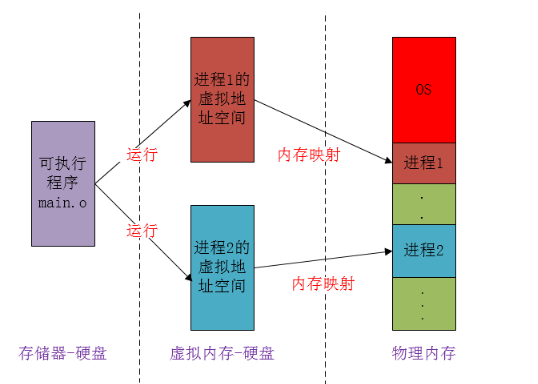 可执行
程序
main.o
运行
运行
进程1的
虚拟地
址空间
进程2的
虚拟地
址空间
内存映射
内存映射
OS
进程1
.
.
进程2
.
.
.
存储器-硬盘
虚拟内存-硬盘
物理内存